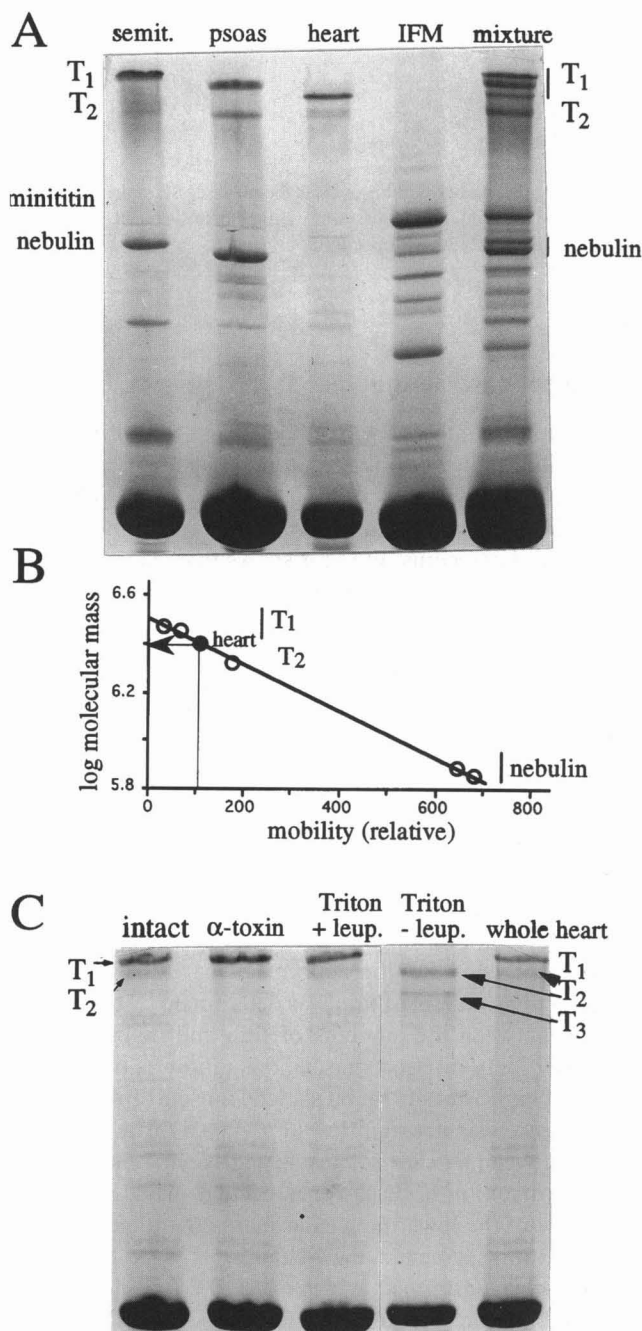 A
semit. psoas heart IFM mixture
T1 T1
T2 T2
minititin
nebulin nebulin
B
6.6
6.2
5.8
log molecular mass
heart
T1
T2
nebulin
0 200 400 600 800
mobility (relative)
C
intact α-toxin Triton + leup. Triton - leup. whole heart
T1 T1
T2 T2
T3